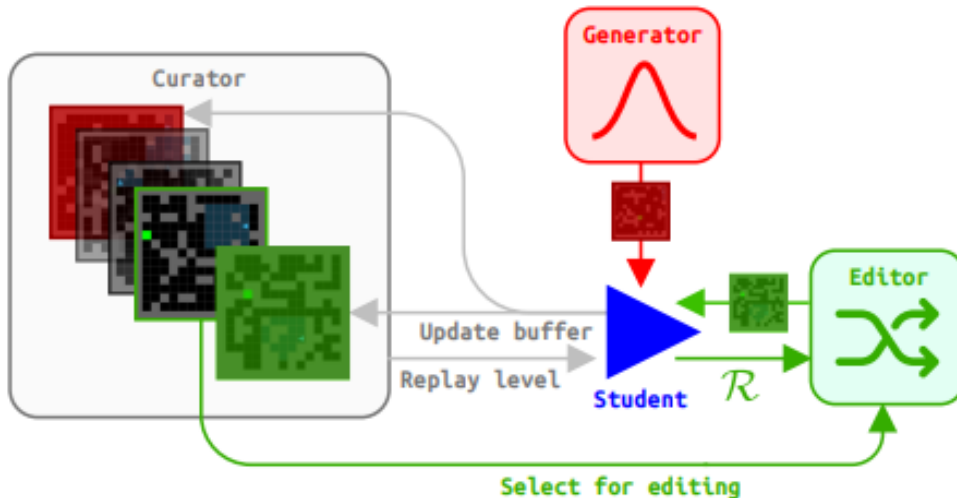 Generator
Curator
Editor
Update buffer
Replay level
Student
ℛ
Select for editing